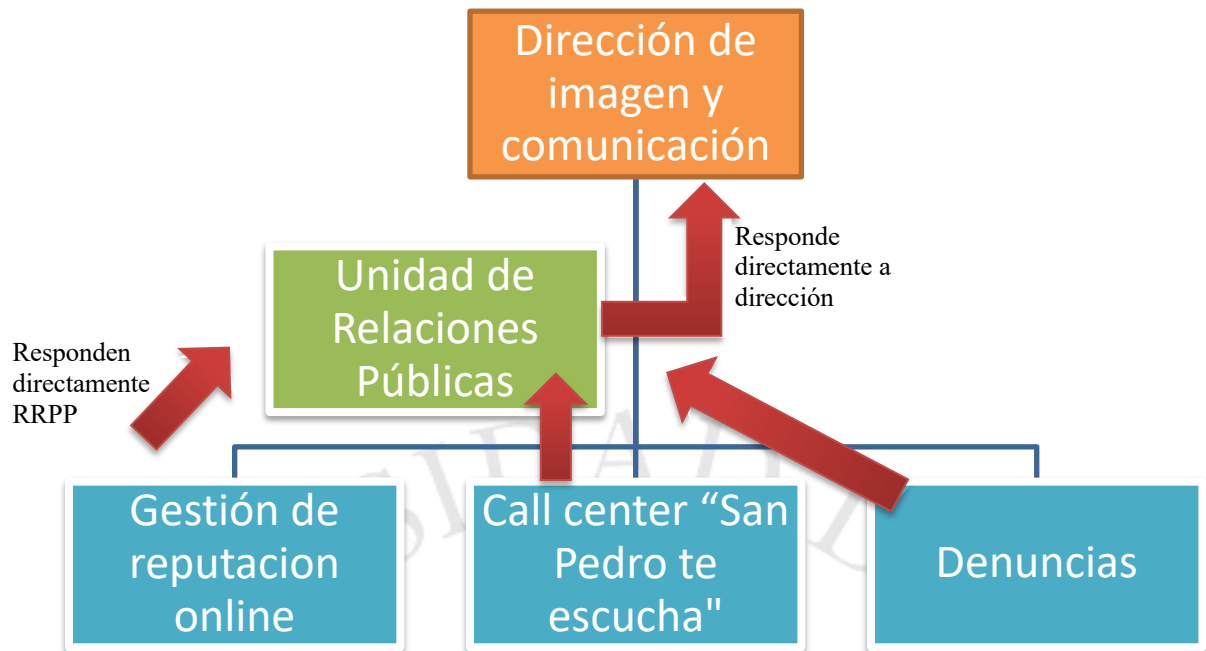 Dirección de
imagen y
comunicación
Responde
directamente a
dirección
Unidad de
Relaciones
Públicas
Responden
directamente
RRPP
Gestión de
reputacion
online
Call center “San
Pedro te
escucha"
Denuncias